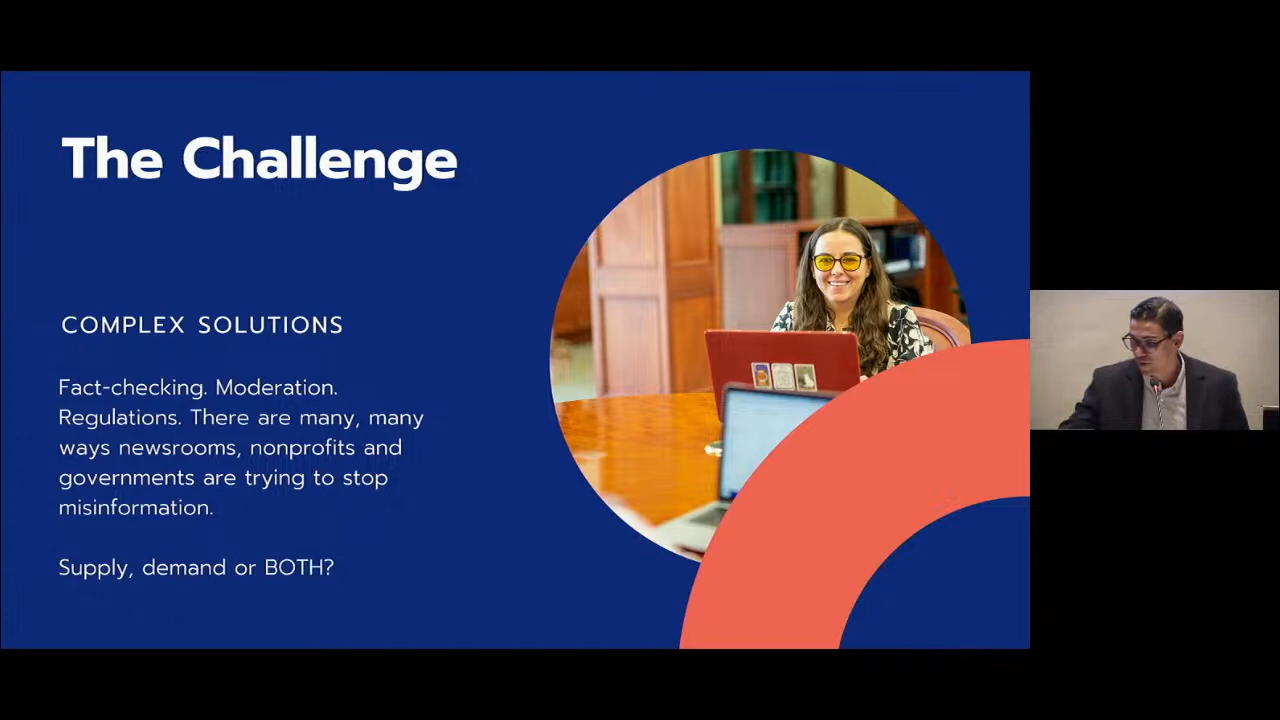 The Challenge
COMPLEX SOLUTIONS
Fact-checking. Moderation.
Regulations. There are many, many
ways newsrooms, nonprofits and
governments are trying to stop
misinformation.
Supply, demand or BOTH?